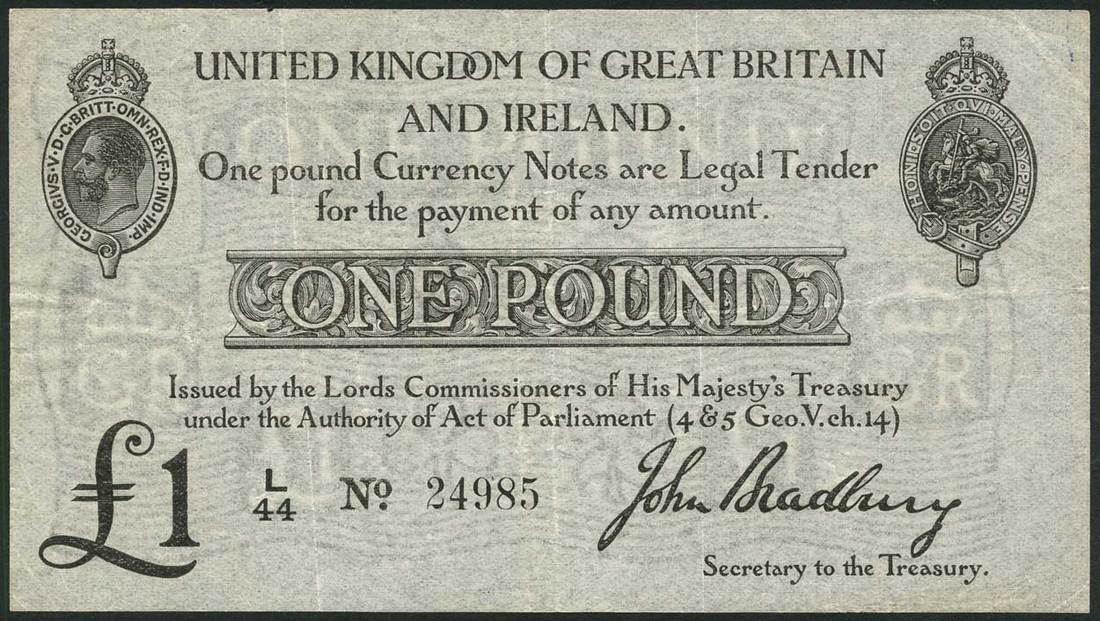 UNITED KINGDOM OF GREAT BRITAIN
AND IRELAND.
GEORGIVS·V·D·G·BRITT·OMN·REX·F·D·IND·IMP·
HONI·SOIT·QVI·MAL·Y·PENSE
One pound Currency Notes are Legal Tender
for the payment of any amount.
ONE POUND
Issued by the Lords Commissioners of His Majesty's Treasury
under the Authority of Act of Parliament (4 & 5 Geo.V.ch.14)
£1
L
44
No. 24985
John Bradbury
Secretary to the Treasury.